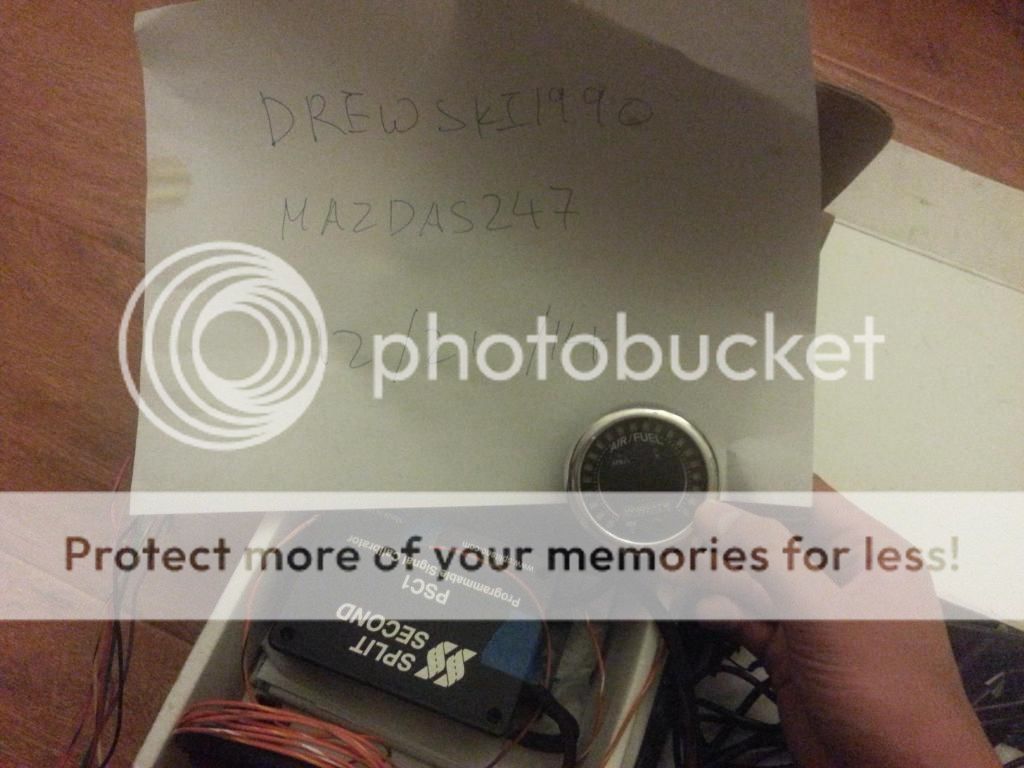 DREWSKI1990
MAZDAS247
photobucket
AIR/FUEL
Protect more of your memories for less!
Programmable Signal Calibrator
PSC1
SPLIT
SECOND